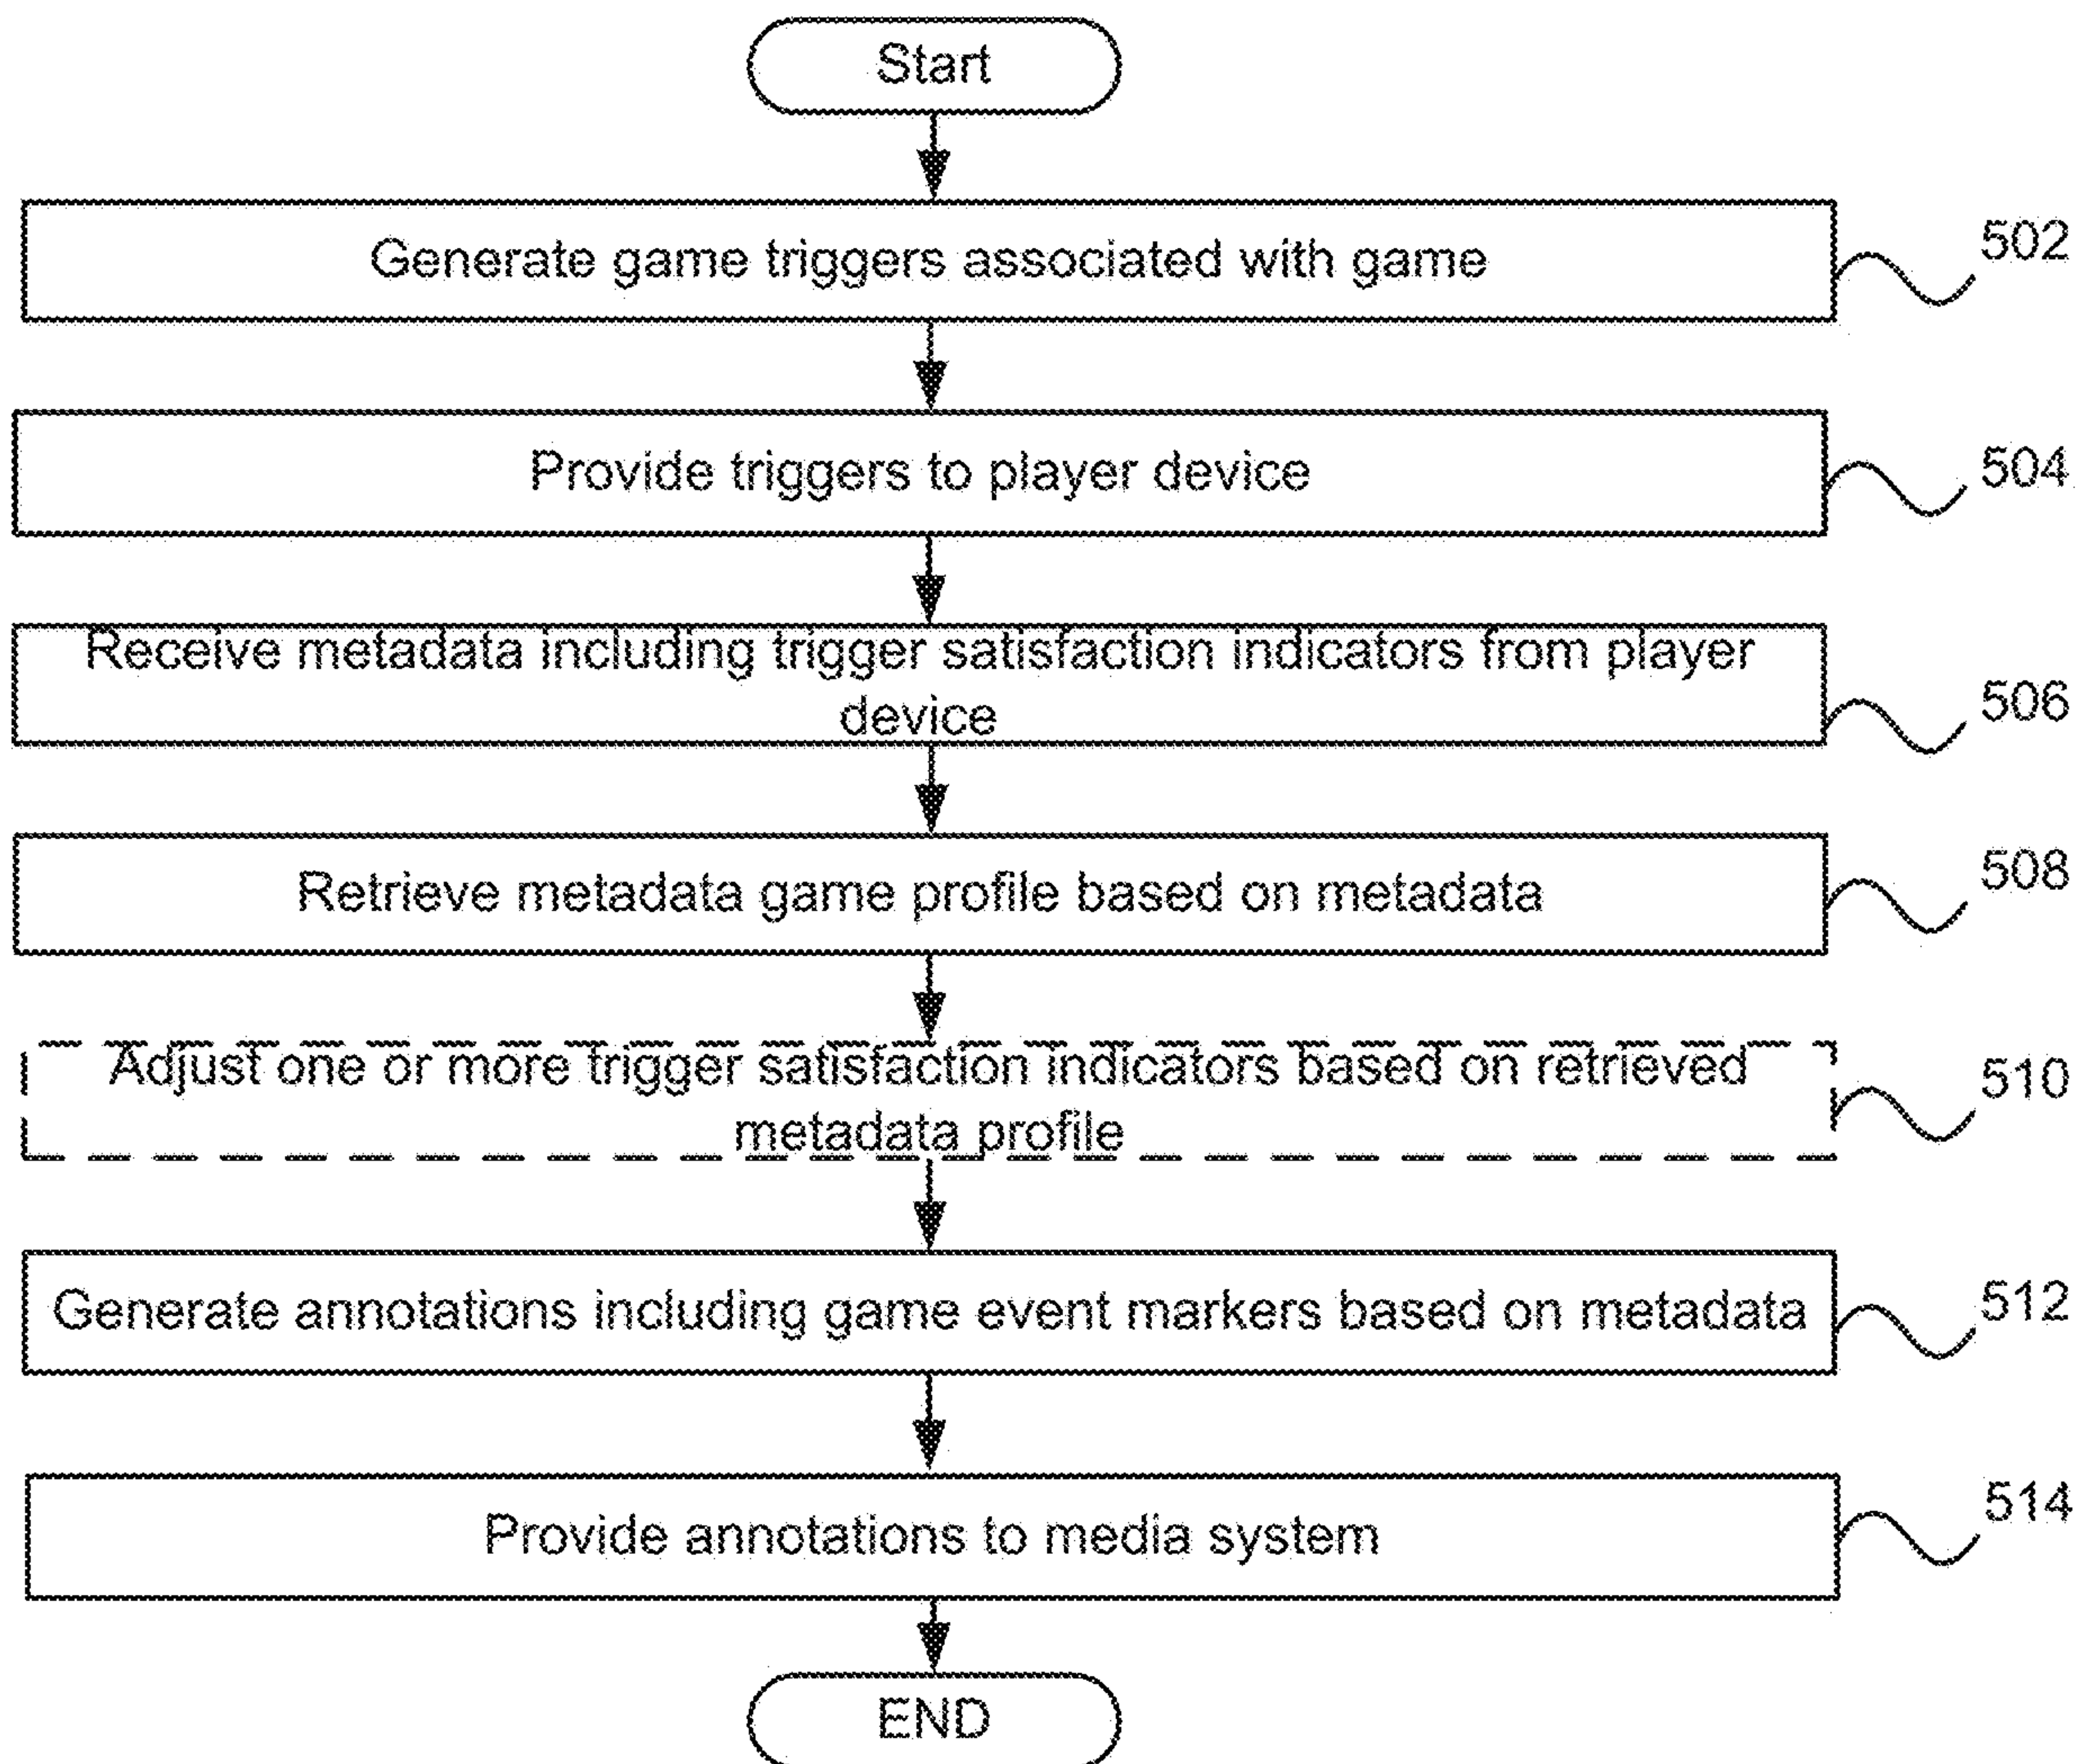 Start
Generate game triggers associated with game
502
Provide triggers to player device
504
Receive metadata including trigger satisfaction indicators from player
device
506
Retrieve metadata game profile based on metadata
508
Adjust one or more trigger satisfaction indicators based on retrieved
metadata profile
510
Generate annotations including game event markers based on metadata
512
Provide annotations to media system
514
END